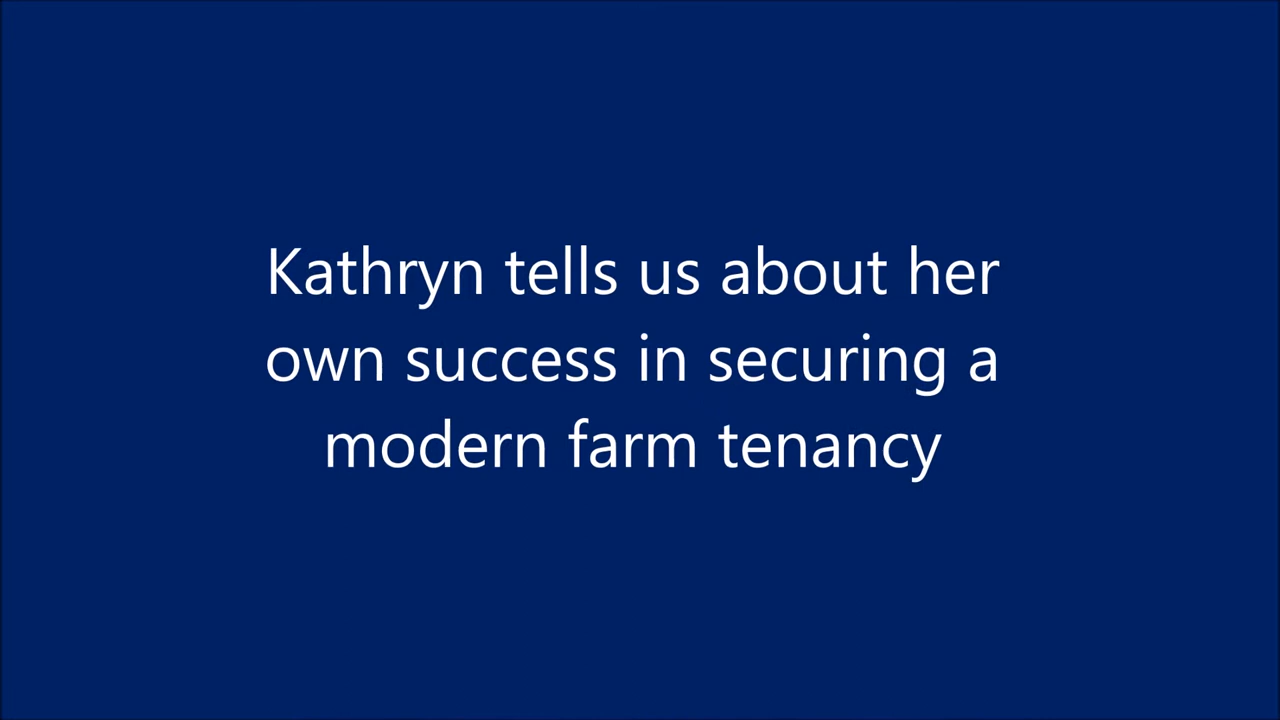 Kathryn tells us about her
own success in securing a
modern farm tenancy